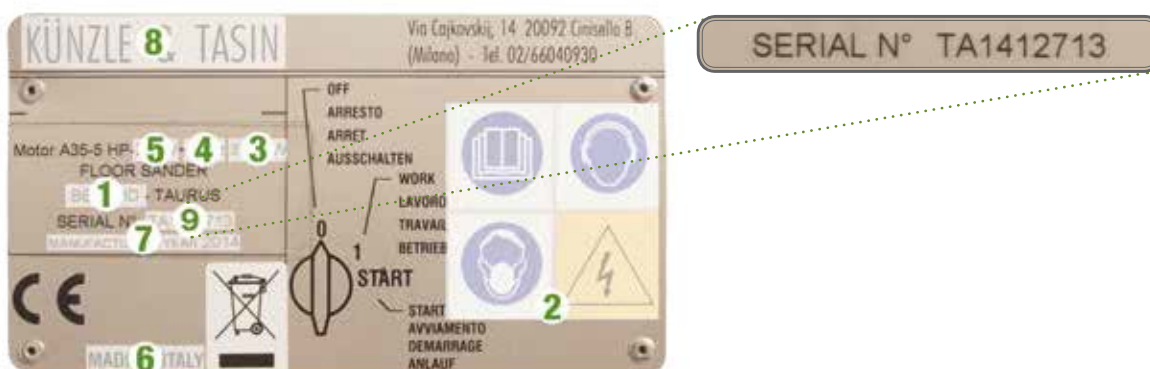 KÜNZLE & TASIN
8
Via Cajkovskij, 14 20092 Cinisello B.
(Milano) - Tel. 02/66040930
SERIAL N° TA1412713
OFF
ARRESTO
ARRET
AUSSCHALTEN
Motor A35-5 HP- 5 4 3
FLOOR SANDER
1 - TAURUS
SERIAL N° 9
7 YEAR 2014
WORK
LAVORO
TRAVAIL
BETRIEB
0
1
START
2
START
AVVIAMENTO
DEMARRAGE
ANLAUF
CE
MADE 6 ITALY